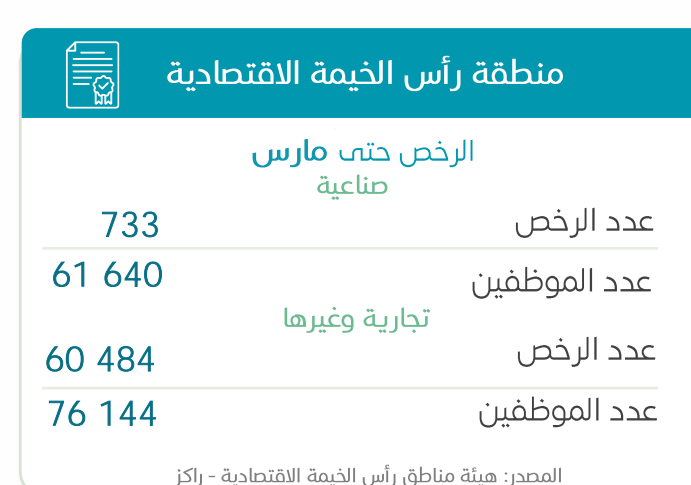 منطقة رأس الخيمة الاقتصادية
الرخص حتى مارس
صناعية
عدد الرخص 733
عدد الموظفين 61 640
تجارية وغيرها
عدد الرخص 60 484
عدد الموظفين 76 144
المصدر: هيئة مناطق رأس الخيمة الاقتصادية - راكز